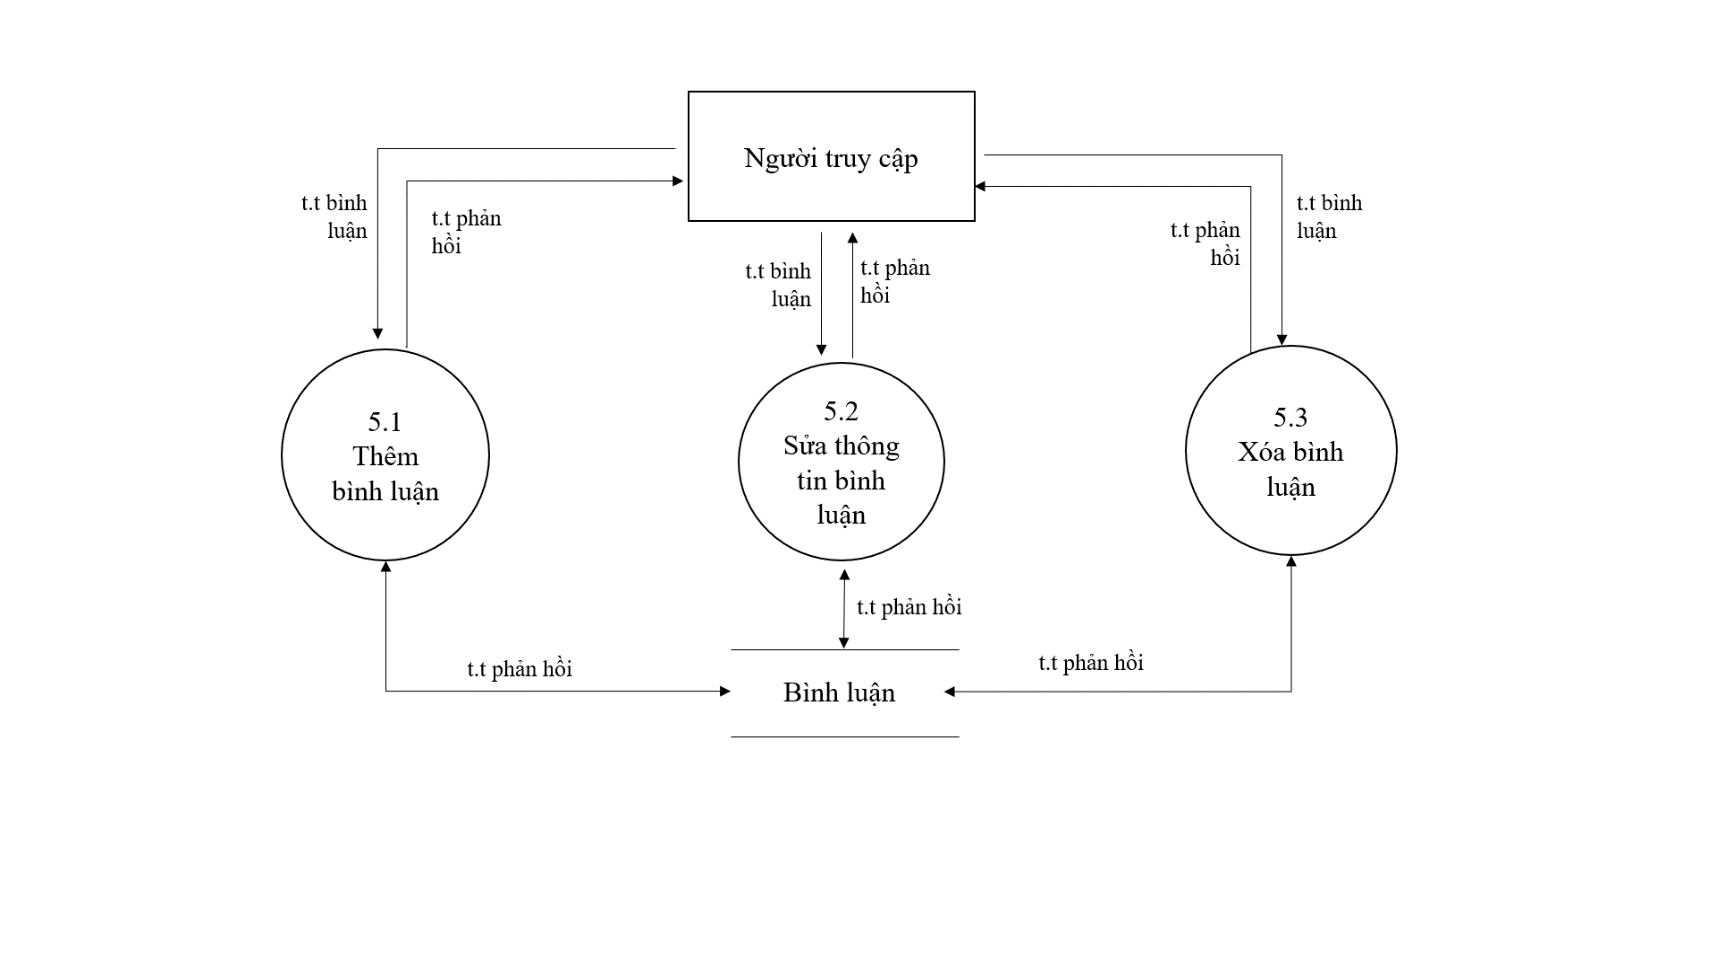 Người truy cập
t.t bình
luận
t.t phản
hồi
t.t bình
luận
t.t phản
hồi
t.t phản
hồi
t.t bình
luận
5.1
Thêm
bình luận
5.2
Sửa thông
tin bình
luận
5.3
Xóa bình
luận
t.t phản hồi
t.t phản hồi
t.t phản hồi
Bình luận